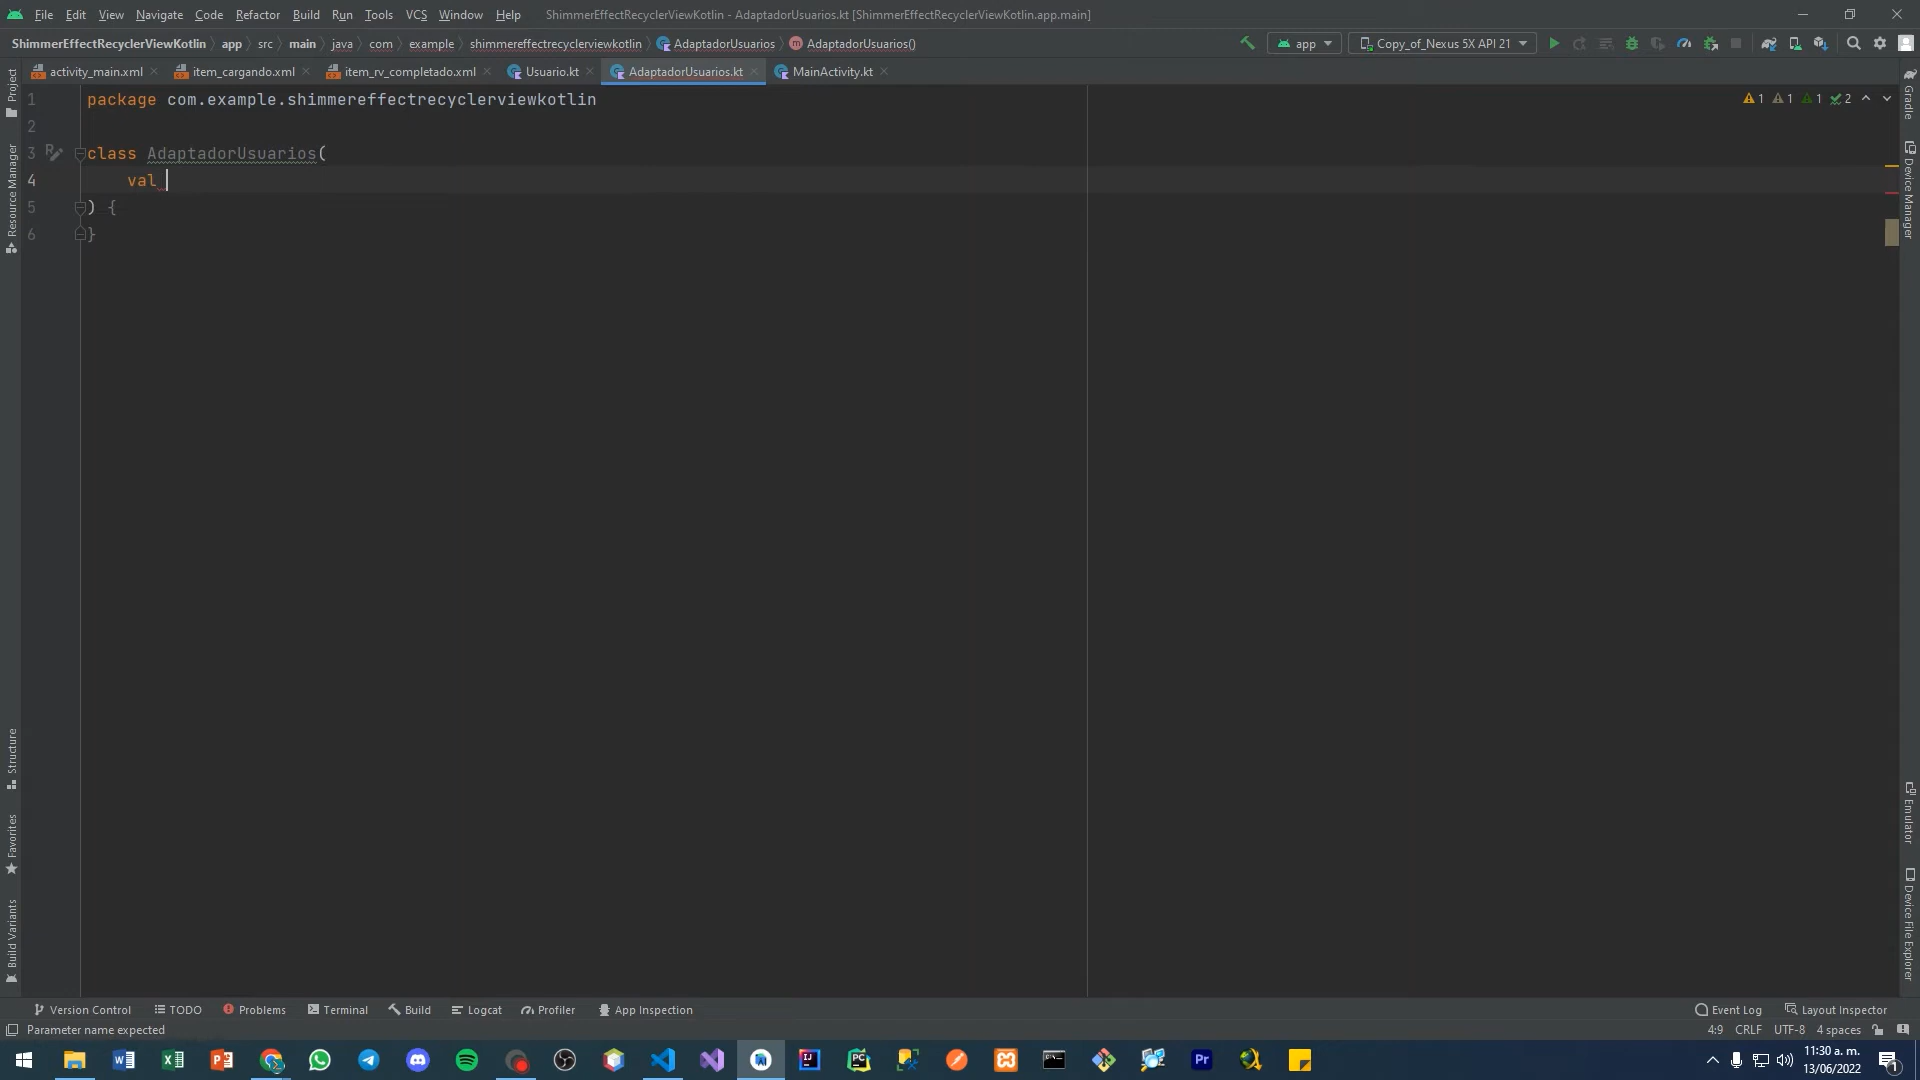 File Edit View Navigate Code Refactor Build Run Tools VCS Window Help ShimmerEffectRecyclerViewKotlin - AdaptadorUsuarios.kt [ShimmerEffectRecyclerViewKotlin.app.main]
ShimmerEffectRecyclerViewKotlin app src main java com example shimmereffectrecyclerviewkotlin AdaptadorUsuarios AdaptadorUsuarios() app Copy_of_Nexus 5X API 21
activity_main.xml item_cargando.xml item_rv_completado.xml Usuario.kt AdaptadorUsuarios.kt MainActivity.kt
1 package com.example.shimmereffectrecyclerviewkotlin 1 1 1 2
2
3 class AdaptadorUsuarios(
4 val
5 ) {
6 }
Project
Resource Manager
Structure
Favorites
Build Variants
Gradle
Device Manager
Emulator
Device File Explorer
Version Control TODO Problems Terminal Build Logcat Profiler App Inspection Event Log Layout Inspector
Parameter name expected 4:9 CRLF UTF-8 4 spaces
11:30 a. m.
13/06/2022
1